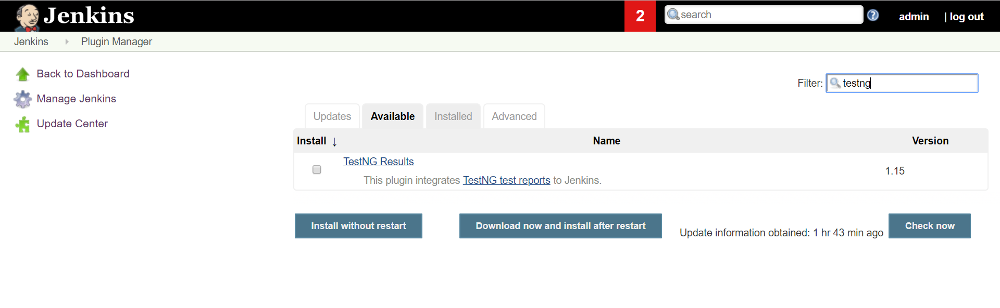 Jenkins 2 search admin | log out
Jenkins Plugin Manager
Back to Dashboard
Manage Jenkins
Update Center
Filter: testng
Updates Available Installed Advanced
Install ↓ Name Version
TestNG Results
This plugin integrates TestNG test reports to Jenkins.
1.15
Install without restart Download now and install after restart Update information obtained: 1 hr 43 min ago Check now